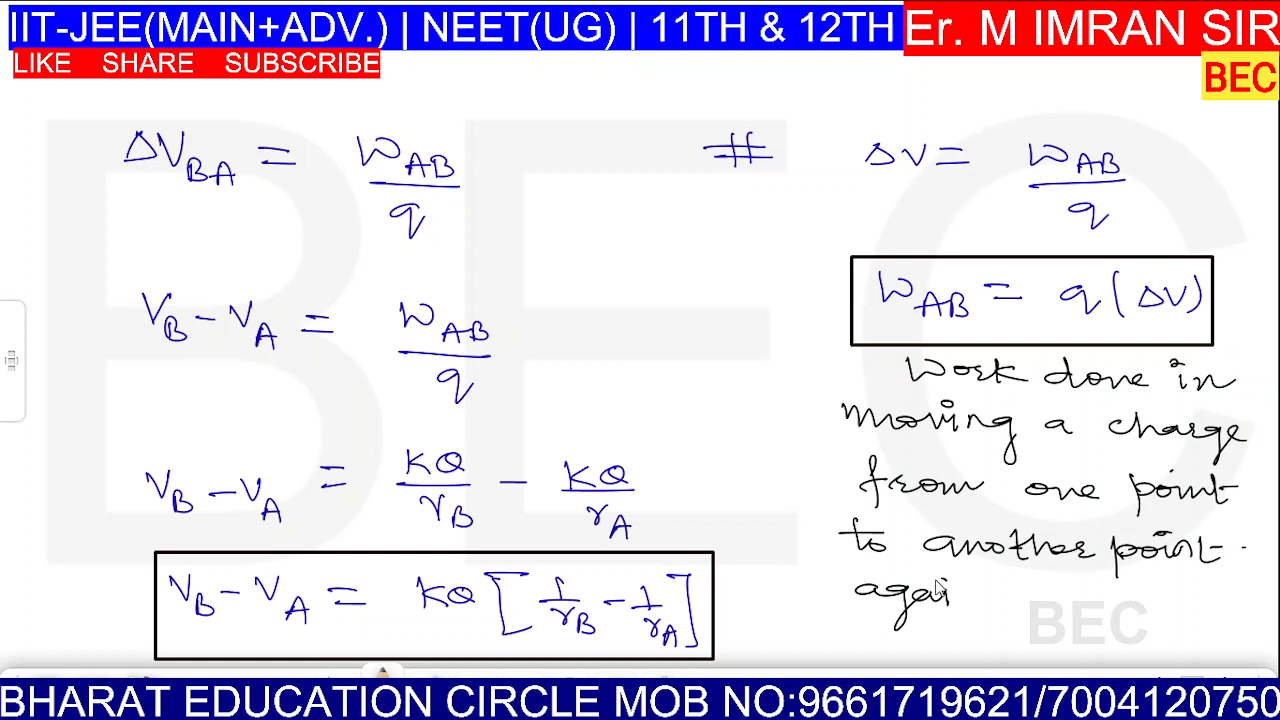 IIT-JEE(MAIN+ADV.) | NEET(UG) | 11TH & 12TH Er. M IMRAN SIR
LIKE SHARE SUBSCRIBE
BEC
ΔV_BA = W_AB / q
V_B - V_A = W_AB / q
V_B - V_A = KQ / r_B - KQ / r_A
V_B - V_A = KQ [ 1/r_B - 1/r_A ]
# ΔV = W_AB / q
W_AB = q (ΔV)
Work done in
moving a charge
from one point
to another point.
agai
BEC
BEC
BHARAT EDUCATION CIRCLE MOB NO:9661719621/7004120750